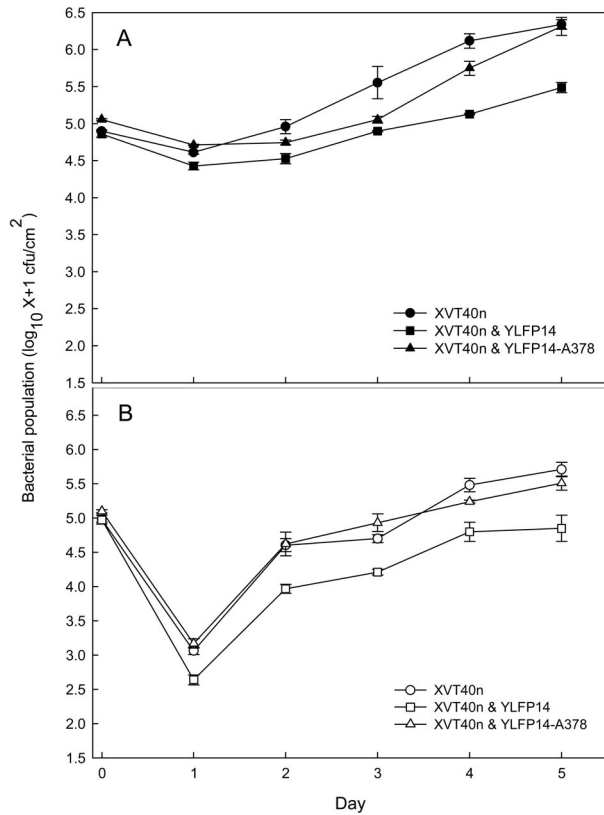 Bacterial population (log10 X+1 cfu/cm2)
A
6.5
6.0
5.5
5.0
4.5
4.0
3.5
3.0
2.5
2.0
1.5
XVT40n
XVT40n & YLFP14
XVT40n & YLFP14-A378
B
6.5
6.0
5.5
5.0
4.5
4.0
3.5
3.0
2.5
2.0
1.5
XVT40n
XVT40n & YLFP14
XVT40n & YLFP14-A378
0 1 2 3 4 5
Day